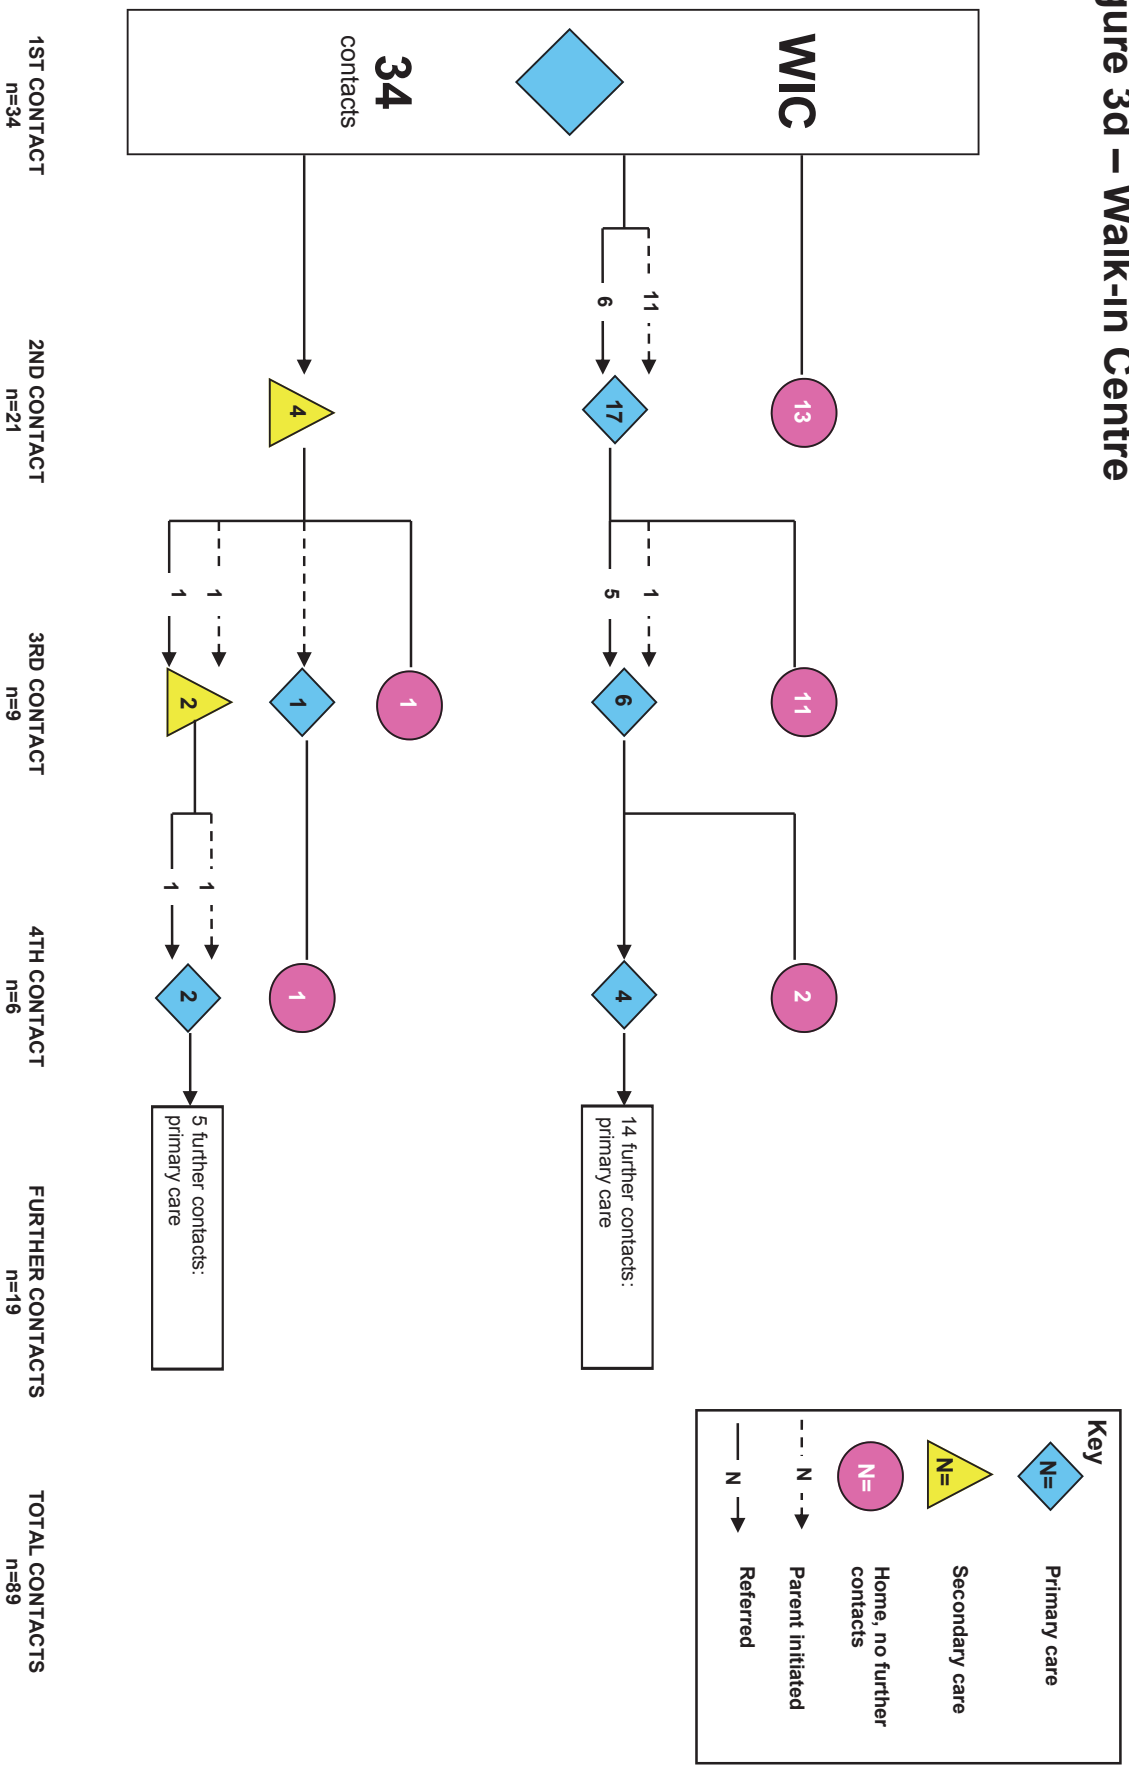 gure 3d – Walk-in Centre
WIC
34
contacts
13
11
6
17
4
11
1
5
6
1
1
1
1
2
2
4
1
1
1
2
14 further contacts:
primary care
5 further contacts:
primary care
Key
N=
Primary care
N=
Secondary care
N=
Home, no further
contacts
N
Parent initiated
N
Referred
1ST CONTACT
n=34
2ND CONTACT
n=21
3RD CONTACT
n=9
4TH CONTACT
n=6
FURTHER CONTACTS
n=19
TOTAL CONTACTS
n=89